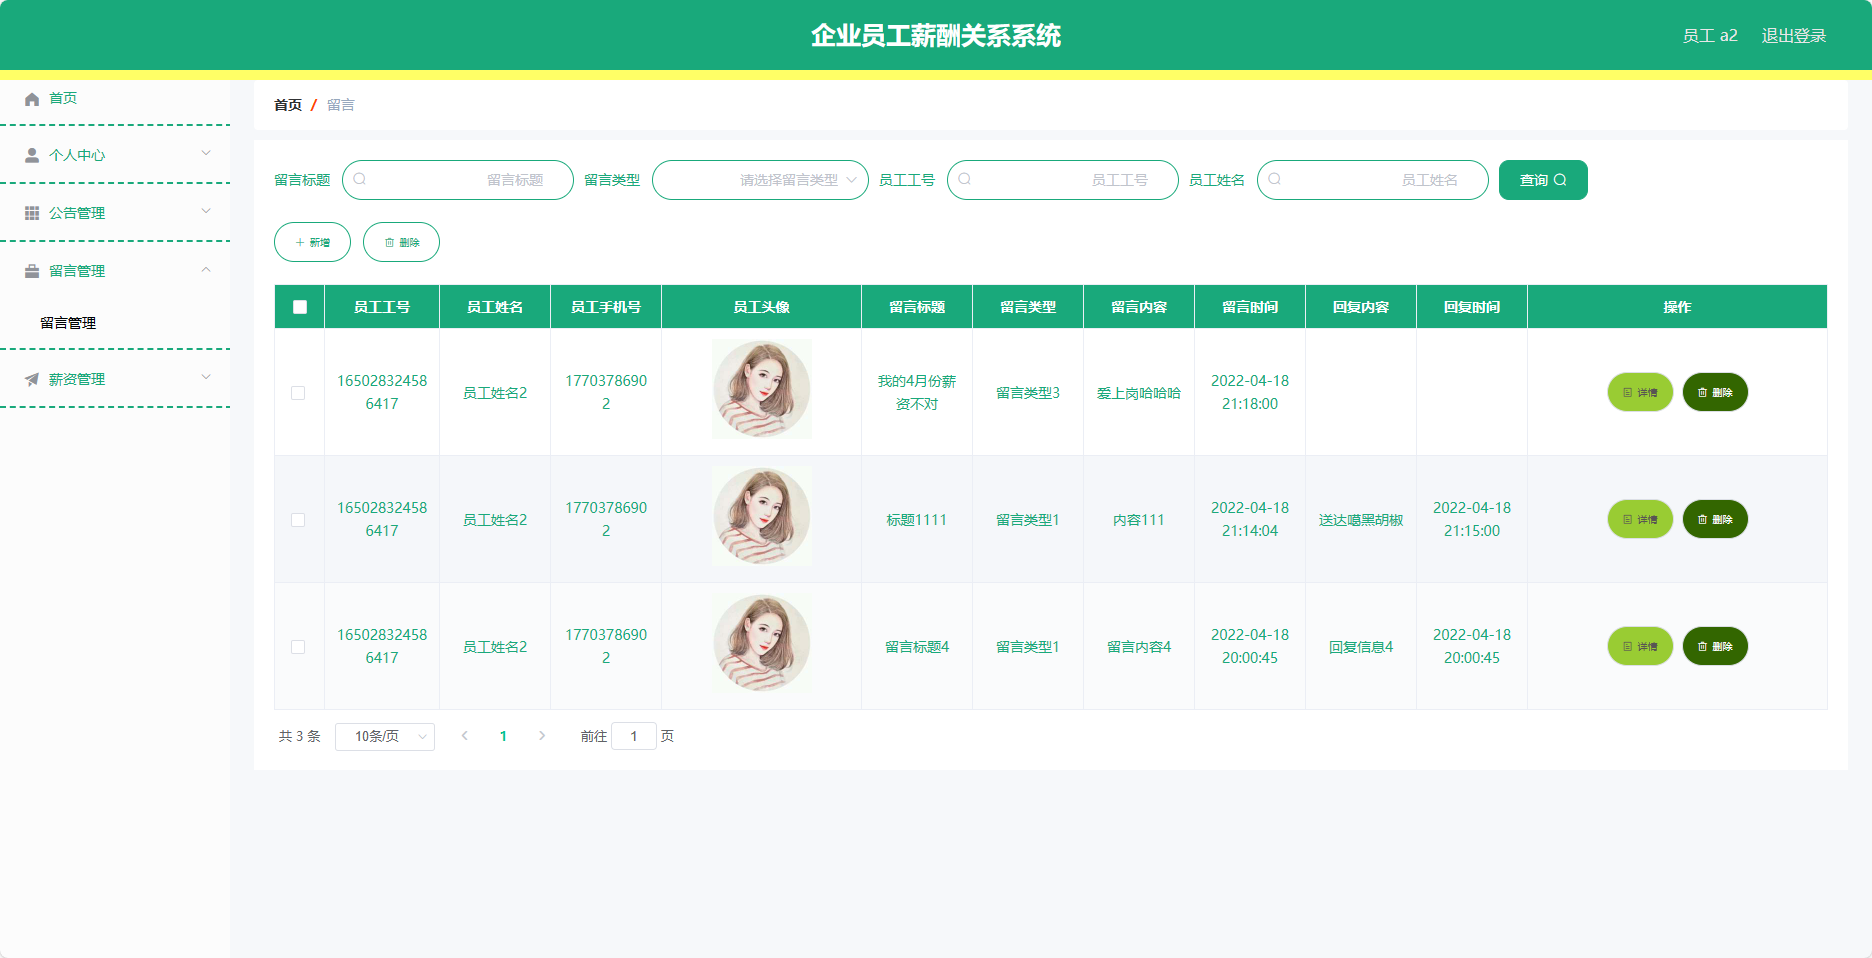 企业员工薪酬关系系统
员工 a2 退出登录
首页
个人中心
公告管理
留言管理
留言管理
薪资管理
首页 / 留言
留言标题 留言标题 留言类型 请选择留言类型 员工工号 员工工号 员工姓名 员工姓名 查询
新增 删除
员工工号 员工姓名 员工手机号 员工头像 留言标题 留言类型 留言内容 留言时间 回复内容 回复时间 操作
16502832458
6417
员工姓名2
1770378690
2
我的4月份薪
资不对
留言类型3
爱上岗哈哈哈
2022-04-18
21:18:00
详情 删除
16502832458
6417
员工姓名2
1770378690
2
标题1111
留言类型1
内容111
2022-04-18
21:14:04
送达噶黑胡椒
2022-04-18
21:15:00
详情 删除
16502832458
6417
员工姓名2
1770378690
2
留言标题4
留言类型1
留言内容4
2022-04-18
20:00:45
回复信息4
2022-04-18
20:00:45
详情 删除
共 3 条 10条/页 1 前往 1 页